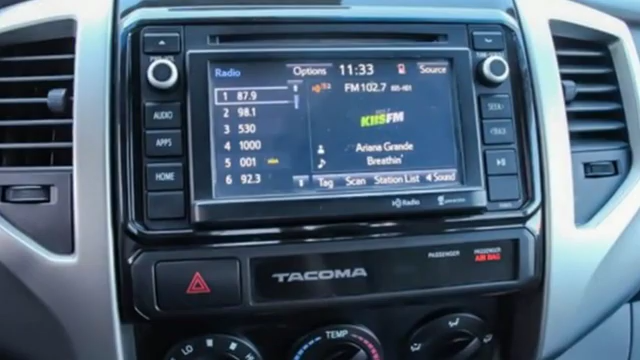 Radio Options 11:33 Source
FM102.7
1 87.9
2 98.1
3 530
4 1000
5 001
6 92.3
KIISFM
Ariana Grande
Breathin'
Tag Scan Station List Sound
HD Radio
AUDIO
APPS
HOME
SEEK
TACOMA
PASSENGER
PASSENGER
AIR BAG
LO
HI
TEMP